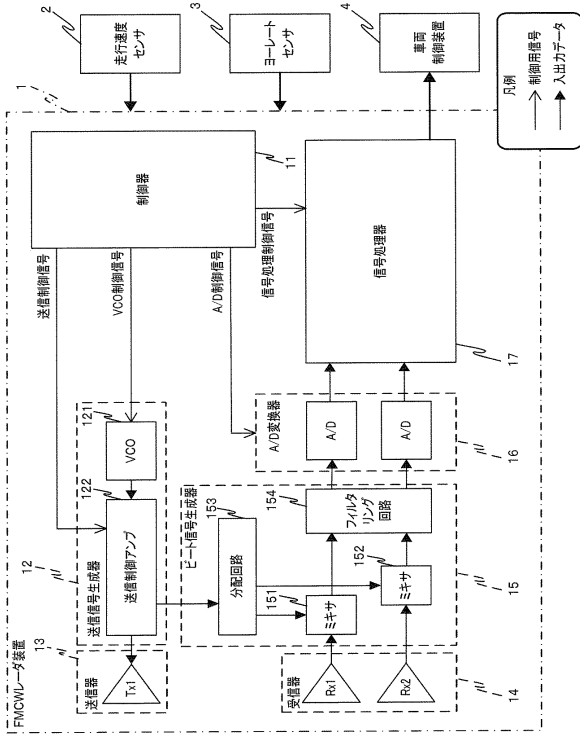 FMCWレーダ装置
1
送信器
13
Tx1
送信信号生成器
12
送信制御アンプ
122
VCO
121
送信制御信号
VCO制御信号
A/D制御信号
信号処理制御信号
制御器
11
走行速度
センサ
2
ヨーレート
センサ
3
車両
制御装置
4
ビート信号生成器
分配回路
153
ミキサ
151
ミキサ
152
フィルタ
リング
回路
154
15
受信器
Rx1
Rx2
14
A/D変換器
A/D
A/D
16
信号処理器
17
凡例
制御用信号
入出力データ